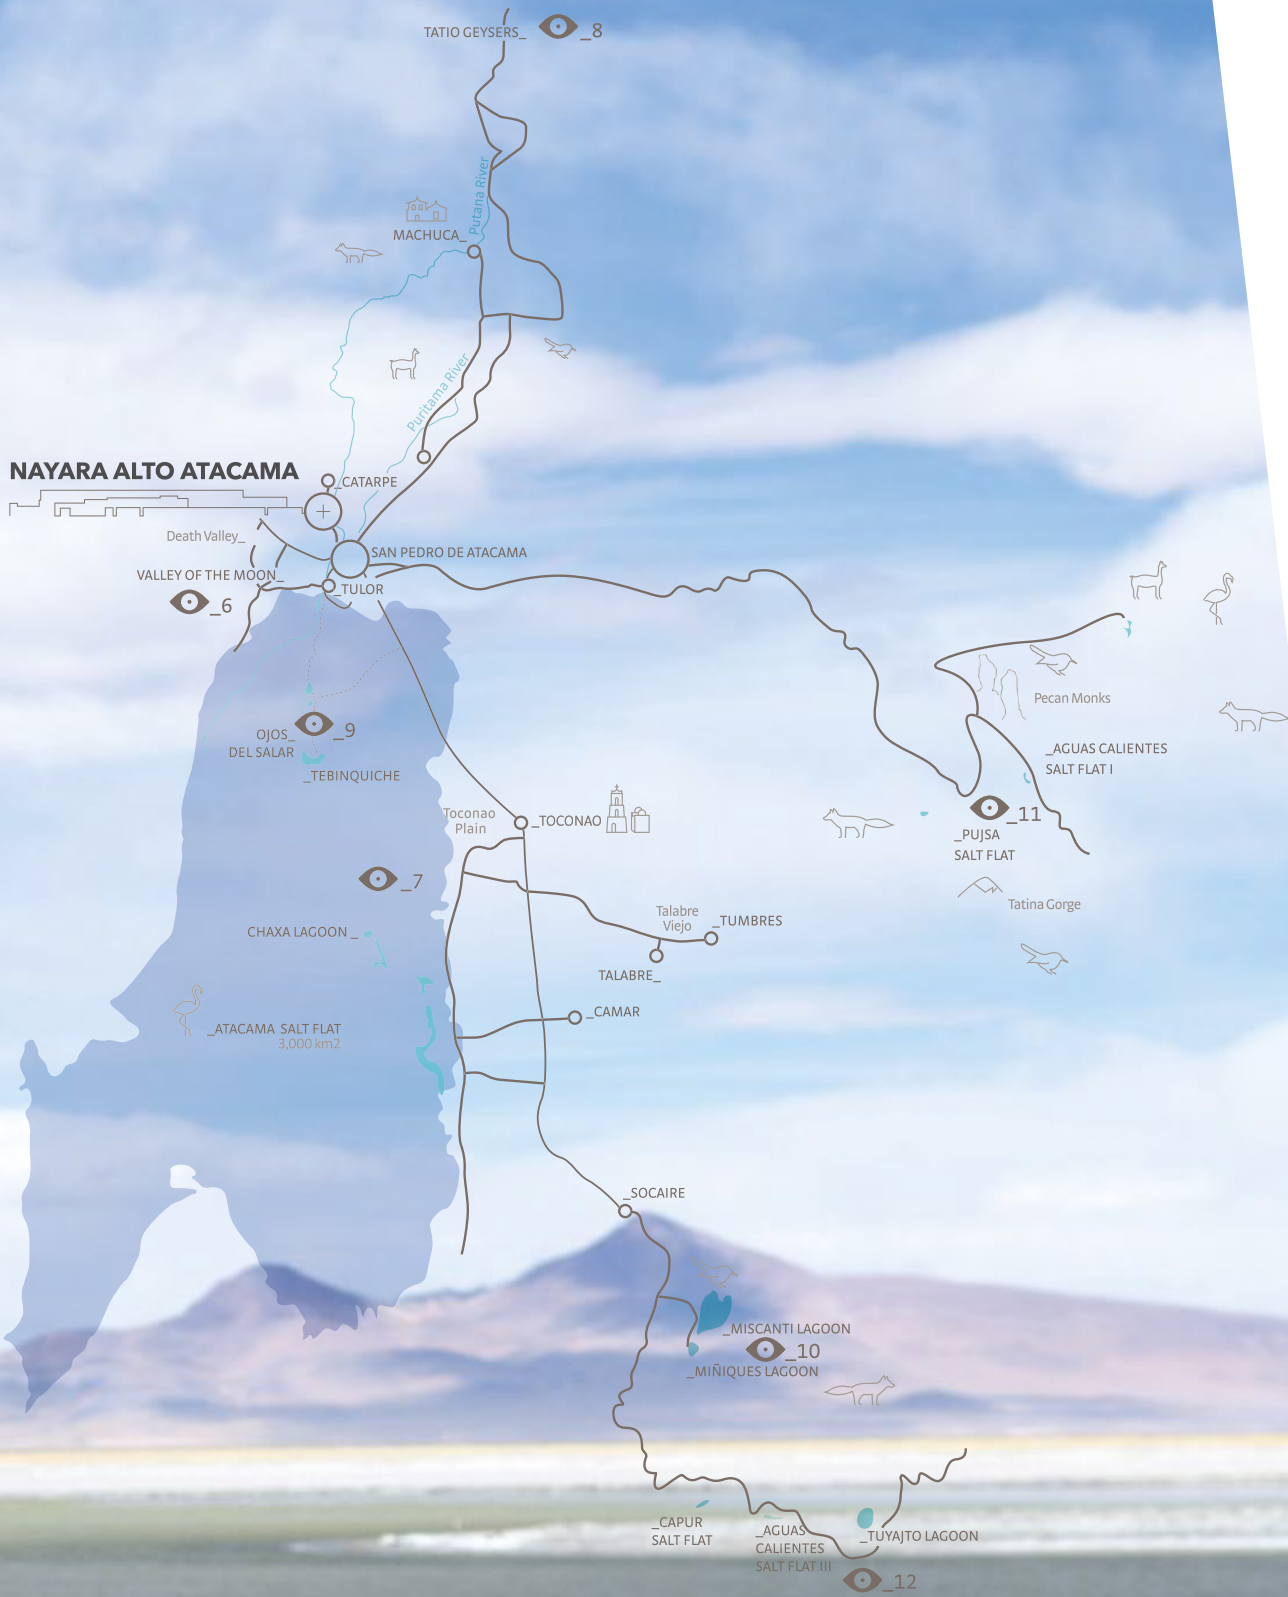 TATIO GEYSERS_
_8
Putana River
MACHUCA_
Puritama River
NAYARA ALTO ATACAMA
_CATARPE
Death Valley_
SAN PEDRO DE ATACAMA
VALLEY OF THE MOON_
_TULOR
_6
Pecan Monks
OJOS_
DEL SALAR
_9
_TEBINQUICHE
_AGUAS CALIENTES
SALT FLAT I
Toconao
Plain
_TOCONAO
_11
_PUJSA
SALT FLAT
_7
Tatina Gorge
Talabre
Viejo
_TUMBRES
CHAXA LAGOON _
TALABRE_
_CAMAR
_ATACAMA SALT FLAT
3,000 km2
_SOCAIRE
_MISCANTI LAGOON
_10
_MIÑIQUES LAGOON
_CAPUR
SALT FLAT
_AGUAS
CALIENTES
SALT FLAT III
_TUYAJTO LAGOON
_12